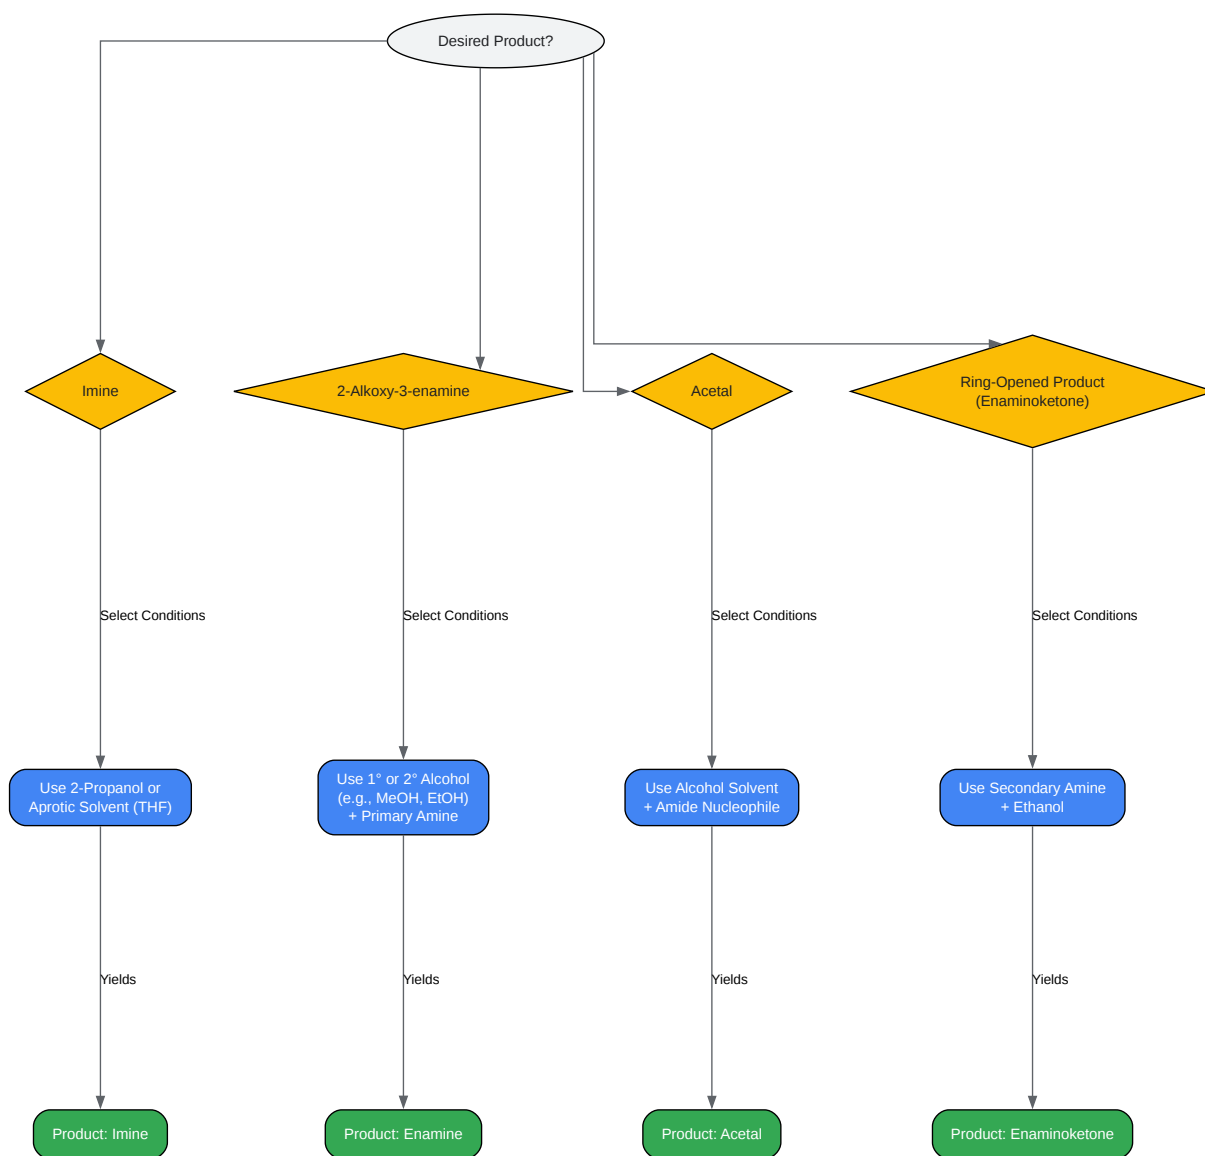 Desired Product?
Imine
2-Alkoxy-3-enamine
Acetal
Ring-Opened Product
(Enaminoketone)
Select Conditions
Select Conditions
Select Conditions
Select Conditions
Use 2-Propanol or
Aprotic Solvent (THF)
Use 1° or 2° Alcohol
(e.g., MeOH, EtOH)
+ Primary Amine
Use Alcohol Solvent
+ Amide Nucleophile
Use Secondary Amine
+ Ethanol
Yields
Yields
Yields
Yields
Product: Imine
Product: Enamine
Product: Acetal
Product: Enaminoketone